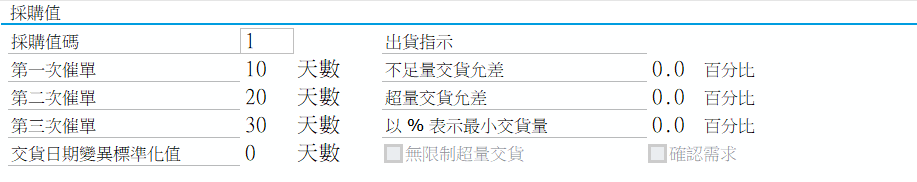 採購值
採購值碼 1 出貨指示
第一次催單 10 天數 不足量交貨允差 0.0 百分比
第二次催單 20 天數 超量交貨允差 0.0 百分比
第三次催單 30 天數 以 % 表示最小交貨量 0.0 百分比
交貨日期變異標準化值 0 天數 無限制超量交貨 確認需求